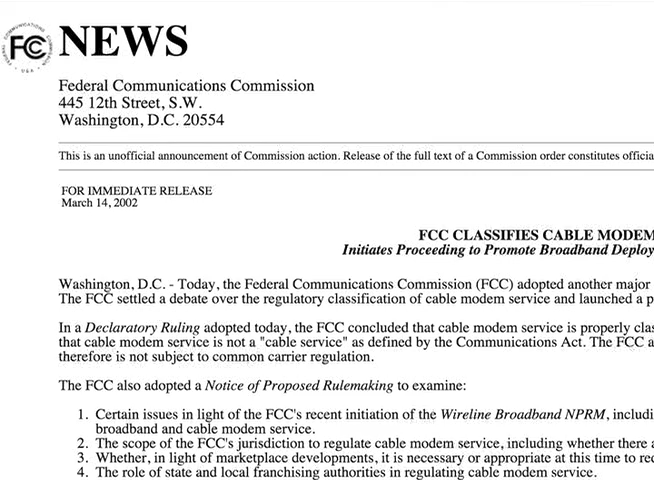 FCC NEWS
Federal Communications Commission
445 12th Street, S.W.
Washington, D.C. 20554
This is an unofficial announcement of Commission action. Release of the full text of a Commission order constitutes officia
FOR IMMEDIATE RELEASE
March 14, 2002
FCC CLASSIFIES CABLE MODEM
Initiates Proceeding to Promote Broadband Deploy
Washington, D.C. - Today, the Federal Communications Commission (FCC) adopted another major
The FCC settled a debate over the regulatory classification of cable modem service and launched a p
In a Declaratory Ruling adopted today, the FCC concluded that cable modem service is properly clas
that cable modem service is not a "cable service" as defined by the Communications Act. The FCC a
therefore is not subject to common carrier regulation.
The FCC also adopted a Notice of Proposed Rulemaking to examine:
1. Certain issues in light of the FCC's recent initiation of the Wireline Broadband NPRM, includi
broadband and cable modem service.
2. The scope of the FCC's jurisdiction to regulate cable modem service, including whether there a
3. Whether, in light of marketplace developments, it is necessary or appropriate at this time to rec
4. The role of state and local franchising authorities in regulating cable modem service.